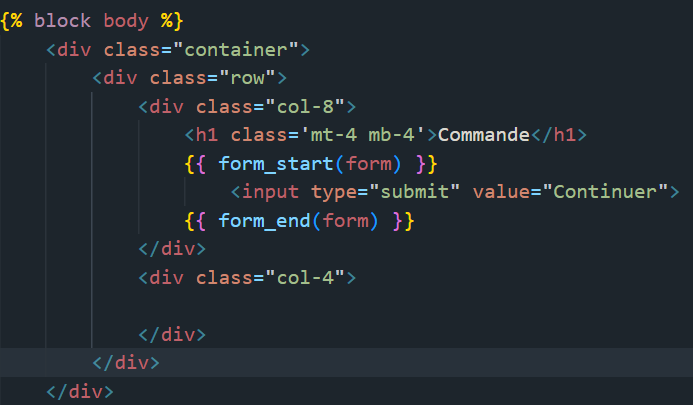 {% block body %}
<div class="container">
<div class="row">
<div class="col-8">
<h1 class='mt-4 mb-4'>Commande</h1>
{{ form_start(form) }}
<input type="submit" value="Continuer">
{{ form_end(form) }}
</div>
<div class="col-4">
</div>
</div>
</div>